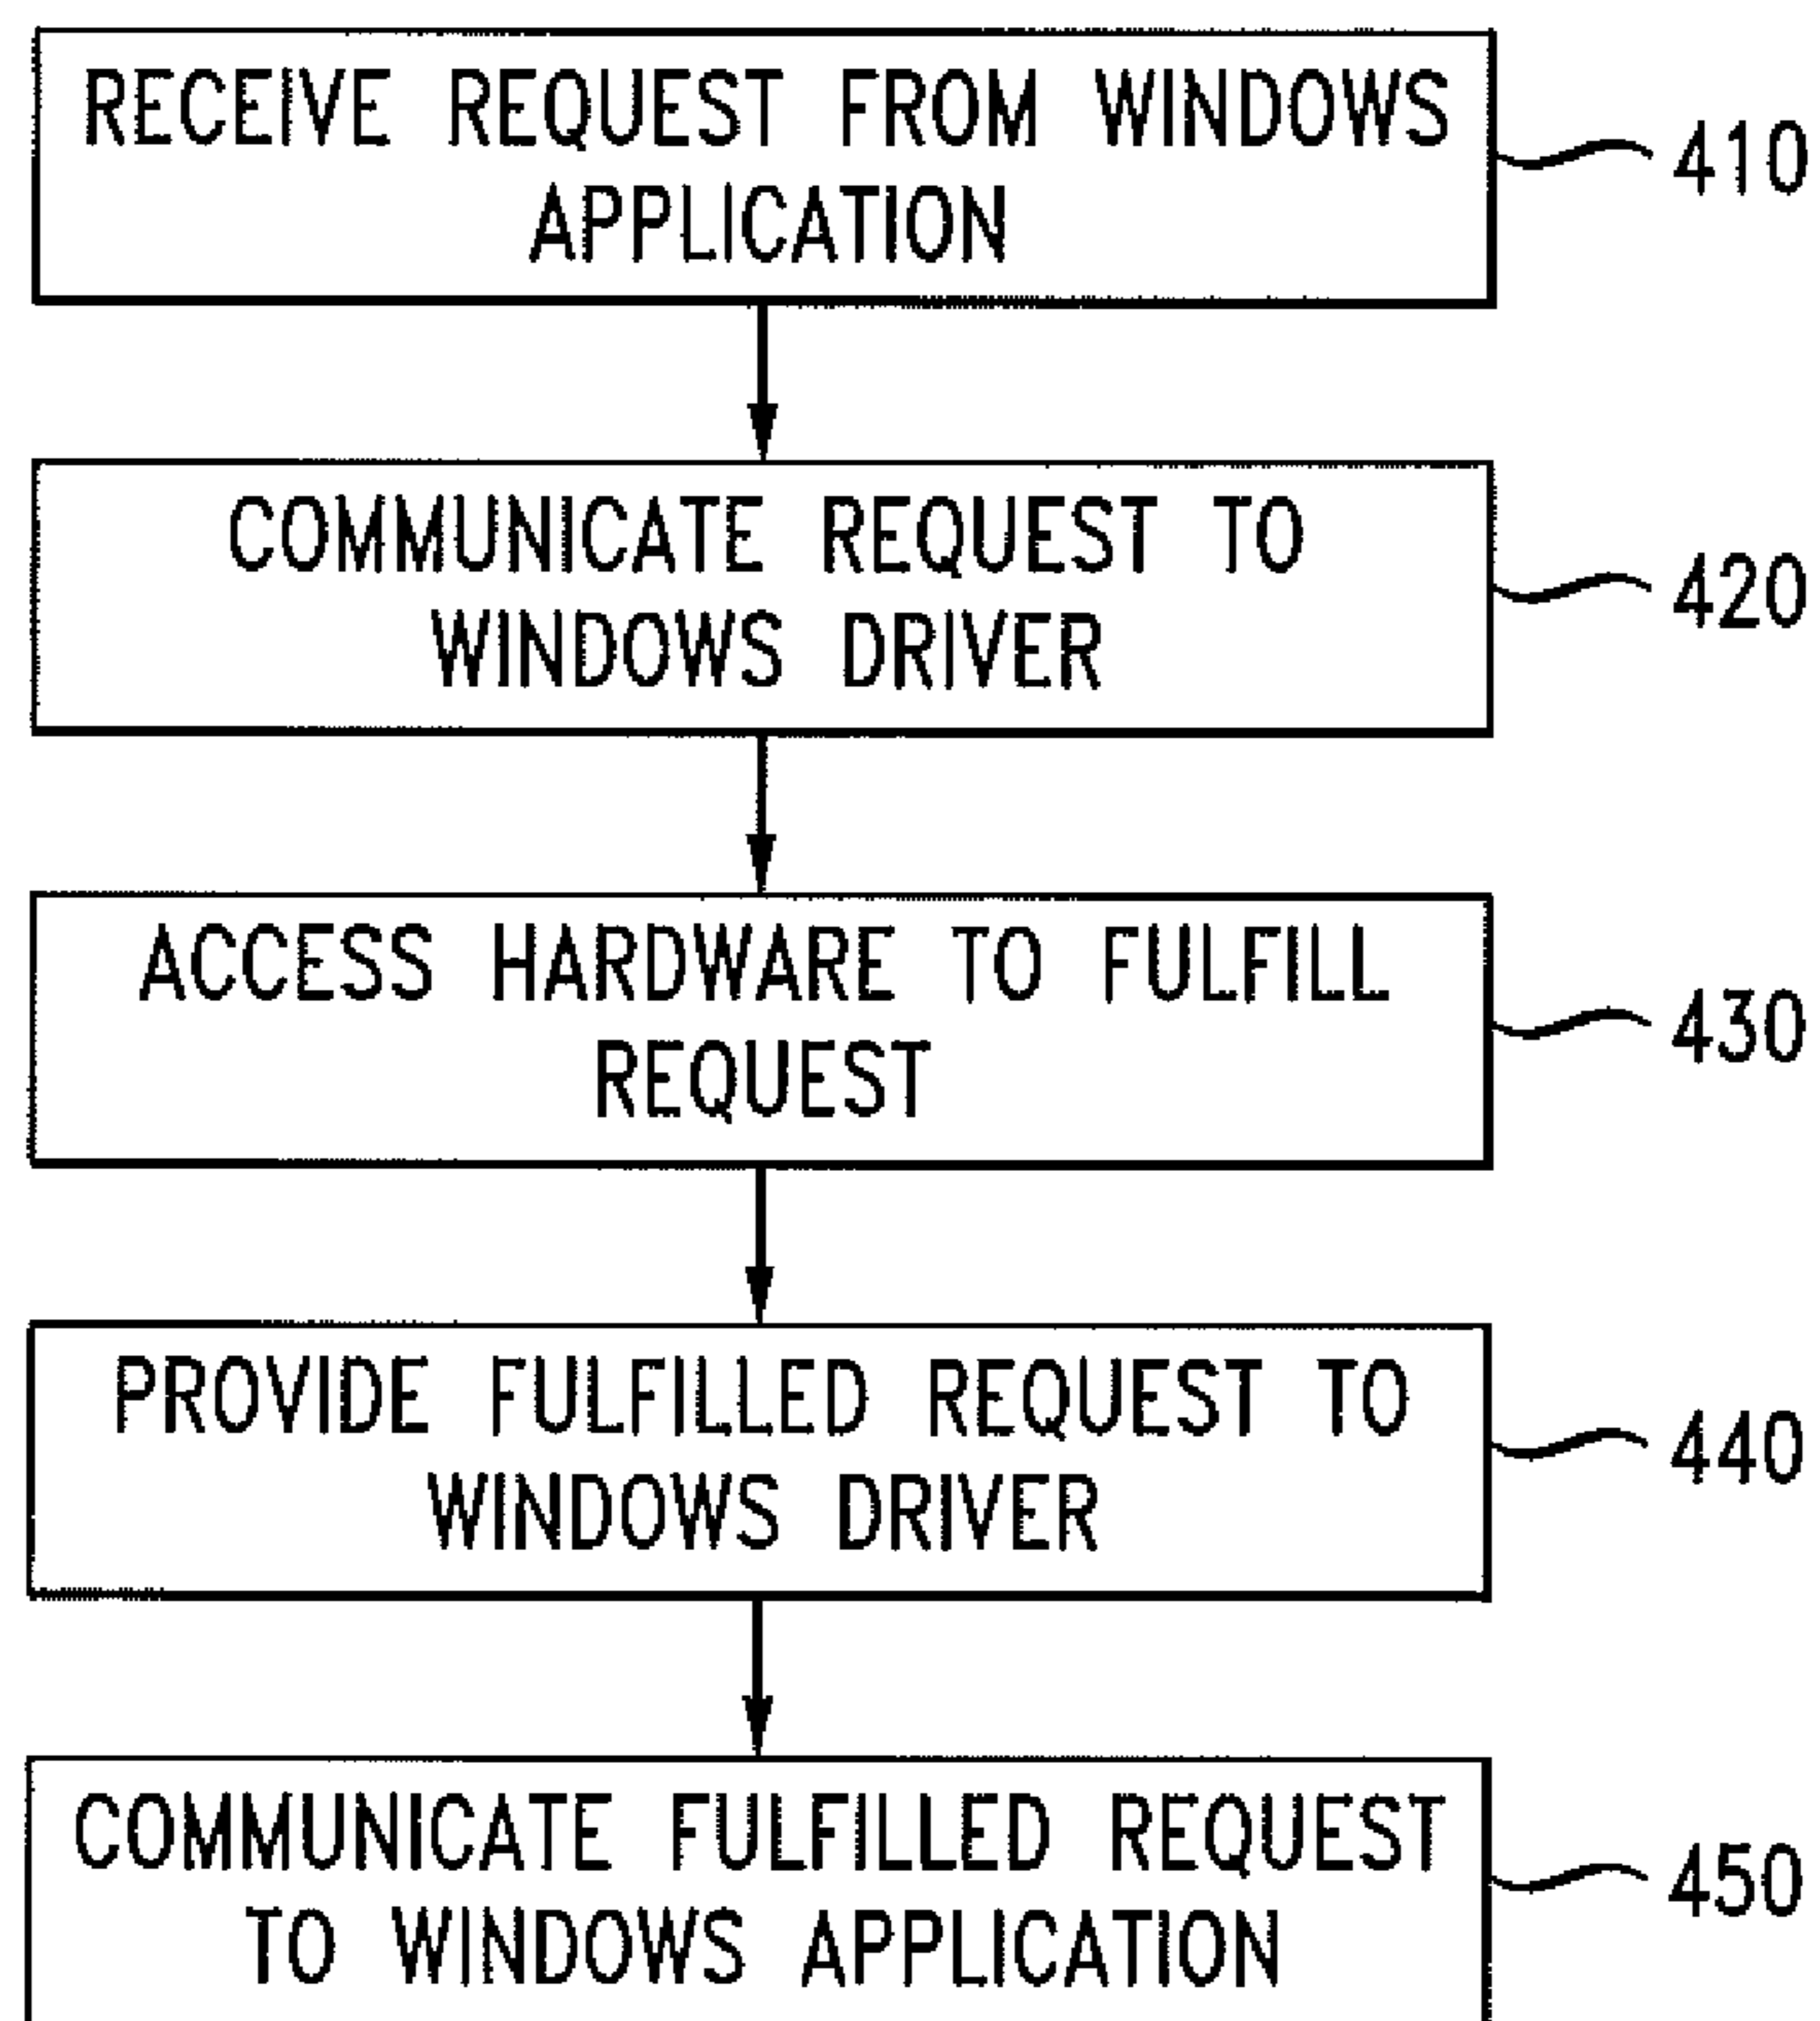 RECEIVE REQUEST FROM WINDOWS
APPLICATION
410
COMMUNICATE REQUEST TO
WINDOWS DRIVER
420
ACCESS HARDWARE TO FULFILL
REQUEST
430
PROVIDE FULFILLED REQUEST TO
WINDOWS DRIVER
440
COMMUNICATE FULFILLED REQUEST
TO WINDOWS APPLICATION
450